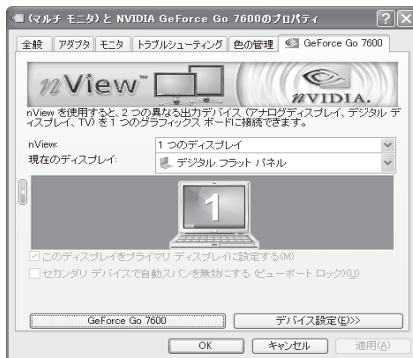 (マルチ モニタ) と NVIDIA GeForce Go 7600のプロパティ
全般 アダプタ モニタ トラブルシューティング 色の管理 GeForce Go 7600
nView™ NVIDIA.
nView を使用すると、2 つの異なる出力デバイス (アナログディスプレイ、デジタル デ
ィスプレイ、TV) を 1 つのグラフィックス ボードに接続できます。
nView: 1 つのディスプレイ
現在のディスプレイ: デジタル フラット パネル
1
このディスプレイをプライマリ ディスプレイに設定する(M)
セカンダリ デバイスで自動スパンを無効にする (ビューポート ロック)(U)
GeForce Go 7600 デバイス設定(E)>>
OK キャンセル 適用(A)